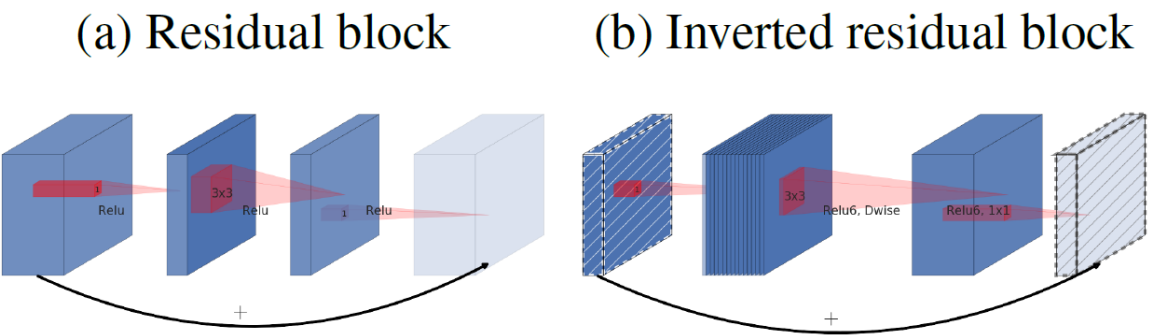 (a) Residual block
(b) Inverted residual block
1
Relu
3x3
Relu
1
Relu
+
1
3x3
Relu6, Dwise
Relu6, 1x1
+